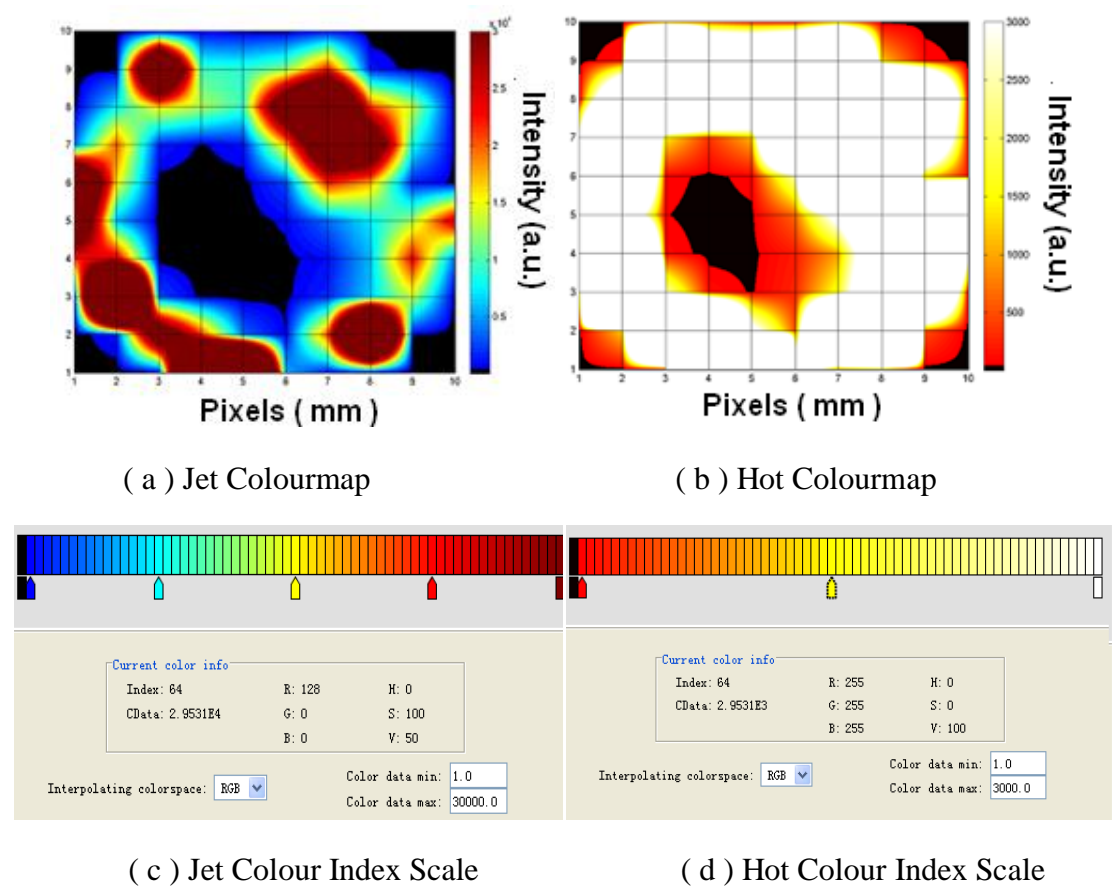 x 10⁴
10
9
8
7
6
5
4
3
2
1
1 2 3 4 5 6 7 8 9 10
3
2.5
2
1.5
1
0.5
Intensity (a.u.)
Pixels ( mm )
10
9
8
7
6
5
4
3
2
1
1 2 3 4 5 6 7 8 9 10
3000
2500
2000
1500
1000
500
Intensity (a.u.)
Pixels ( mm )
( a ) Jet Colourmap
( b ) Hot Colourmap
Current color info
Index: 64 R: 128 H: 0
CData: 2.9531E4 G: 0 S: 100
B: 0 V: 50
Interpolating colorspace: RGB
Color data min: 1.0
Color data max: 30000.0
Current color info
Index: 64 R: 255 H: 0
CData: 2.9531E3 G: 255 S: 0
B: 255 V: 100
Interpolating colorspace: RGB
Color data min: 1.0
Color data max: 3000.0
( c ) Jet Colour Index Scale
( d ) Hot Colour Index Scale